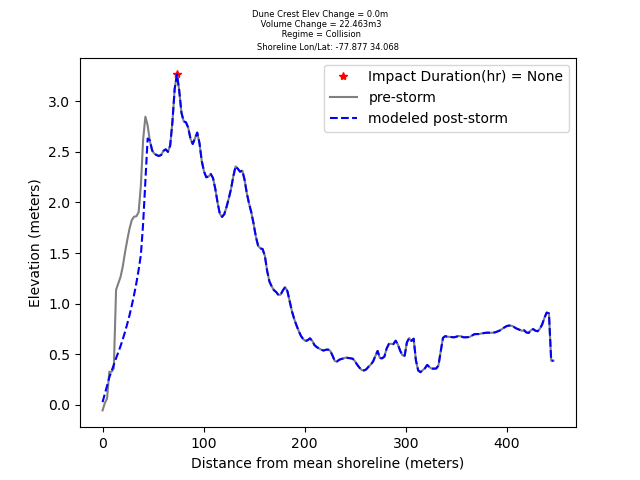 Dune Crest Elev Change = 0.0m
Volume Change = 22.463m3
Regime = Collision
Shoreline Lon/Lat: -77.877 34.068
Impact Duration(hr) = None
pre-storm
modeled post-storm
Elevation (meters)
3.0
2.5
2.0
1.5
1.0
0.5
0.0
0 100 200 300 400
Distance from mean shoreline (meters)